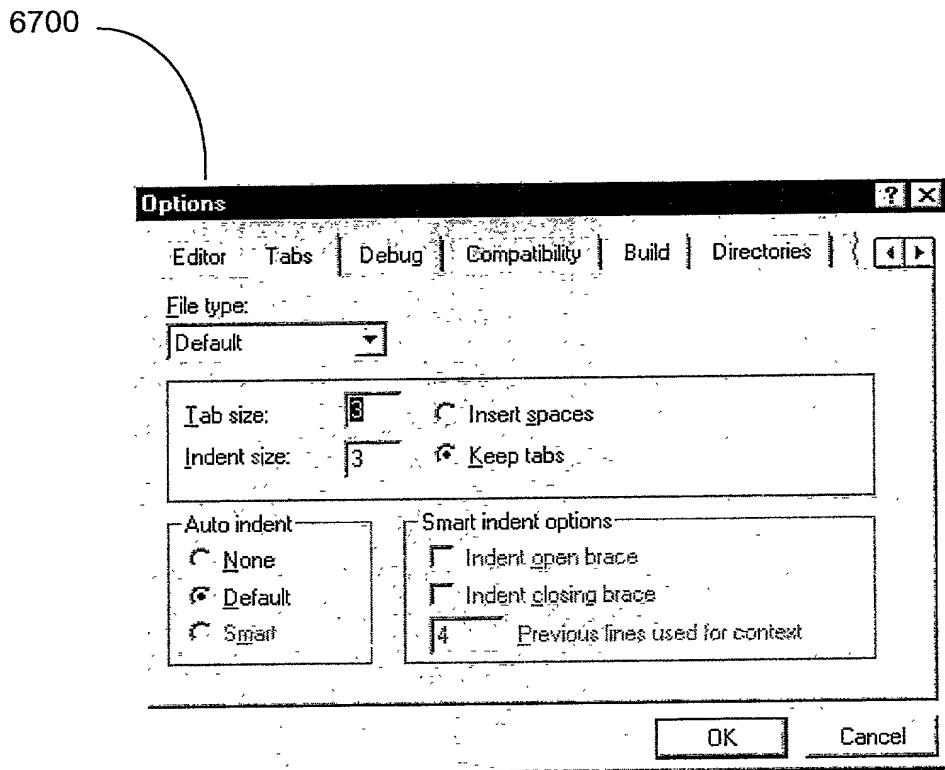 6700
Options ? X
Editor Tabs Debug Compatibility Build Directories
File type:
Default
Tab size: 3 Insert spaces
Indent size: 3 Keep tabs
Auto indent
None
Default
Smart
Smart indent options
Indent open brace
Indent closing brace
4 Previous lines used for context
OK Cancel